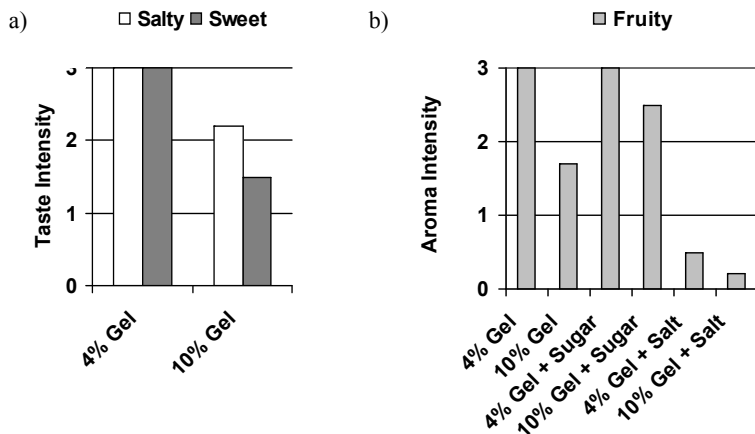 a)
Salty Sweet
Taste Intensity
3
2
1
0
4% Gel
10% Gel
b)
Fruity
Aroma Intensity
3
2
1
0
4% Gel
10% Gel
4% Gel + Sugar
10% Gel + Sugar
4% Gel + Salt
10% Gel + Salt